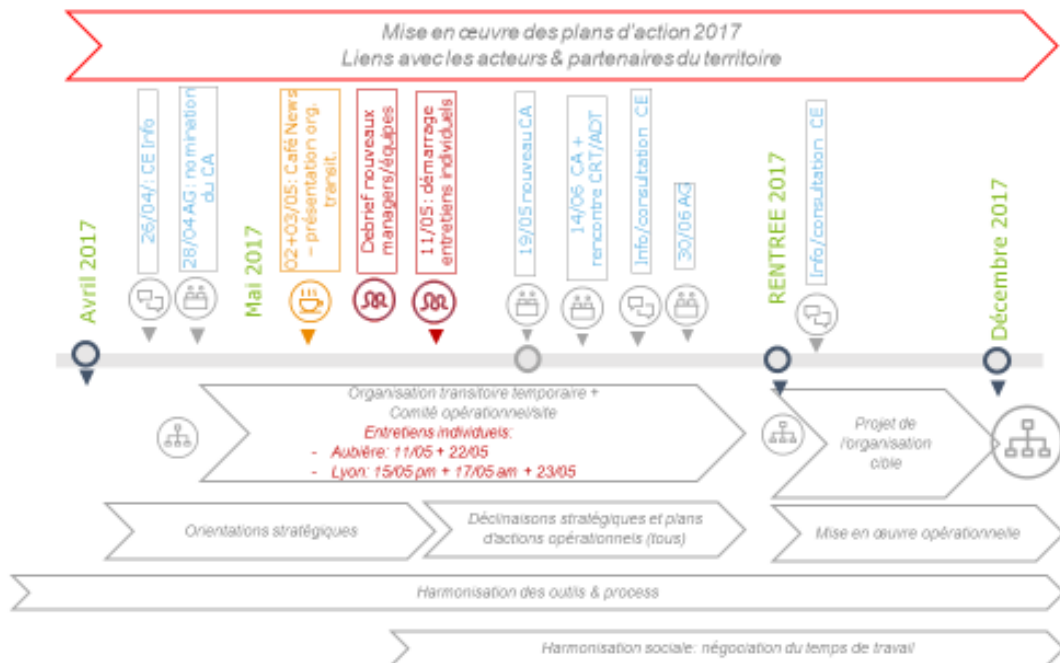 Mise en œuvre des plans d'action 2017
Liens avec les acteurs & partenaires du territoire
Avril 2017
26/04/: CE Info
28/04 AG: nomination
du CA
Mai 2017
02+03/05: Café News
– présentation org.
transit.
Debrief nouveaux
managers/équipes
11/05: démarrage
entretiens individuels
19/05 nouveau CA
14/06 CA +
rencontre CRT/ADT
Info/consultation CE
30/06 AG
RENTREE 2017
Info/consultation CE
Décembre 2017
Organisation transitoire temporaire +
Comité opérationnel/site
Entretiens individuels:
- Aubière: 11/05 + 22/05
- Lyon: 15/05 pm + 17/05 am + 23/05
Projet de
l'organisation
cible
Orientations stratégiques
Déclinaisons stratégiques et plans
d'actions opérationnels (tous)
Mise en œuvre opérationnelle
Harmonisation des outils & process
Harmonisation sociale: négociation du temps de travail